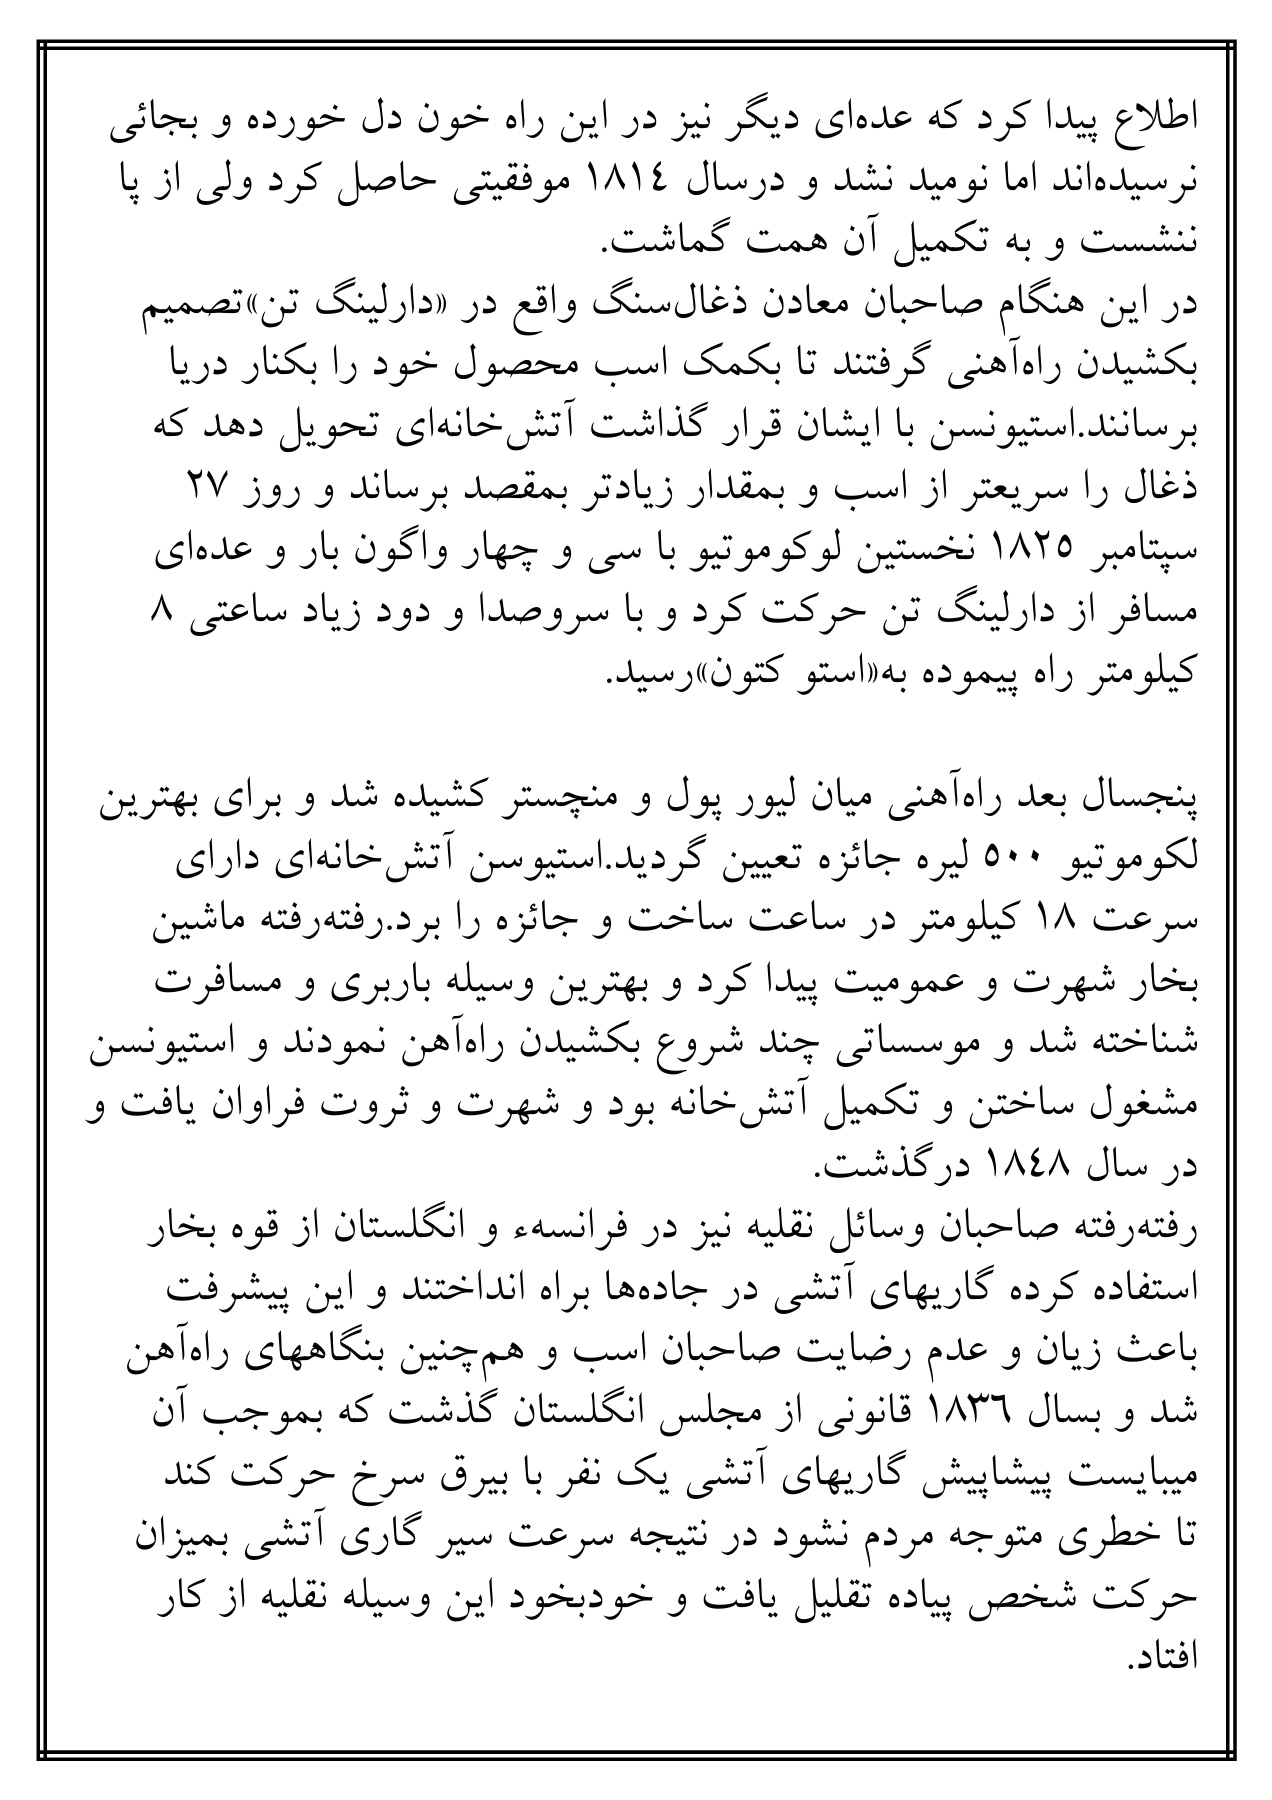 اطلاع پیدا کرد که عده‌ای دیگر نیز در این راه خون دل خورده و بجائی
نرسیده‌اند اما نومید نشد و درسال ۱۸۱٤ موفقیتی حاصل کرد ولی از پا
ننشست و به تکمیل آن همت گماشت.
در این هنگام صاحبان معادن ذغال‌سنگ واقع در «دارلینگ تن»تصمیم
بکشیدن راه‌آهنی گرفتند تا بکمک اسب محصول خود را بکنار دریا
برسانند.استیونسن با ایشان قرار گذاشت آتش‌خانه‌ای تحویل دهد که
ذغال را سریعتر از اسب و بمقدار زیادتر بمقصد برساند و روز ۲۷
سپتامبر ۱۸۲٥ نخستین لوکوموتیو با سی و چهار واگون بار و عده‌ای
مسافر از دارلینگ تن حرکت کرد و با سروصدا و دود زیاد ساعتی ۸
کیلومتر راه پیموده به«استو کتون»رسید.
پنجسال بعد راه‌آهنی میان لیور پول و منچستر کشیده شد و برای بهترین
لکوموتیو ٥۰۰ لیره جائزه تعیین گردید.استیوسن آتش‌خانه‌ای دارای
سرعت ۱۸ کیلومتر در ساعت ساخت و جائزه را برد.رفته‌رفته ماشین
بخار شهرت و عمومیت پیدا کرد و بهترین وسیله باربری و مسافرت
شناخته شد و موسساتی چند شروع بکشیدن راه‌آهن نمودند و استیونسن
مشغول ساختن و تکمیل آتش‌خانه بود و شهرت و ثروت فراوان یافت و
در سال ۱۸٤۸ درگذشت.
رفته‌رفته صاحبان وسائل نقلیه نیز در فرانسهء و انگلستان از قوه بخار
استفاده کرده گاریهای آتشی در جاده‌ها براه انداختند و این پیشرفت
باعث زیان و عدم رضایت صاحبان اسب و هم‌چنین بنگاههای راه‌آهن
شد و بسال ۱۸۳٦ قانونی از مجلس انگلستان گذشت که بموجب آن
میبایست پیشاپیش گاریهای آتشی یک نفر با بیرق سرخ حرکت کند
تا خطری متوجه مردم نشود در نتیجه سرعت سیر گاری آتشی بمیزان
حرکت شخص پیاده تقلیل یافت و خودبخود این وسیله نقلیه از کار
افتاد.